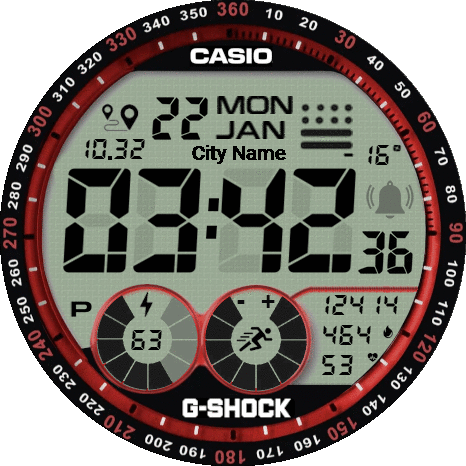 360 10 20 30 40 50 60 70 80 90 100 110 120 130 140 150 160 170 180 190 200 210 220 230 240 250 260 270 280 290 300 310 320 330 340 350
CASIO
22 MON
JAN
10.32 City Name - 16°
03:42 36
P 63 - + 12414
464
53
G-SHOCK